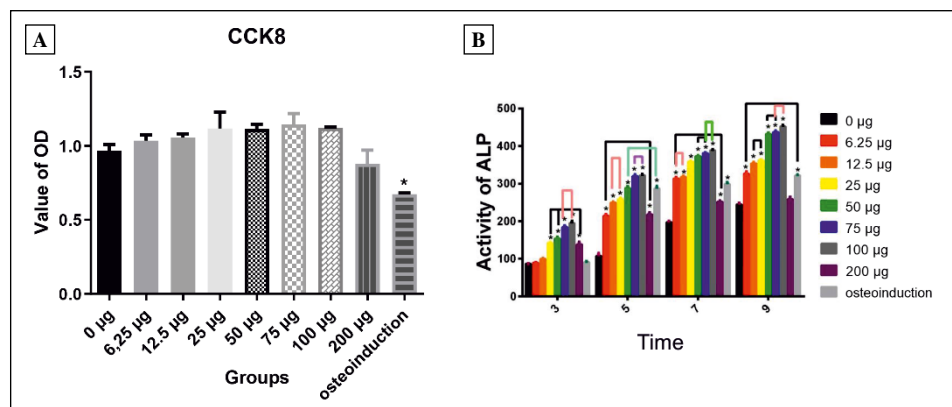 A
CCK8
Value of OD
1.5
1.0
0.5
0.0
*
0 µg
6,25 µg
12.5 µg
25 µg
50 µg
75 µg
100 µg
200 µg
osteoinduction
Groups
B
Activity of ALP
500
400
300
200
100
0
3
5
7
9
Time
0 µg
6.25 µg
12.5 µg
25 µg
50 µg
75 µg
100 µg
200 µg
osteoinduction